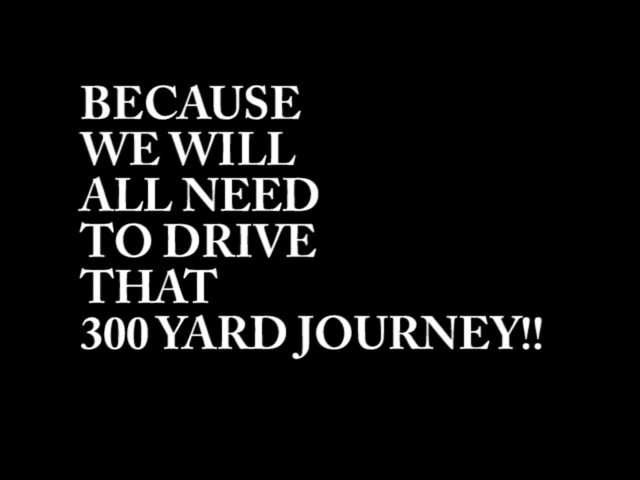 BECAUSE
WE WILL
ALL NEED
TO DRIVE
THAT
300 YARD JOURNEY!!